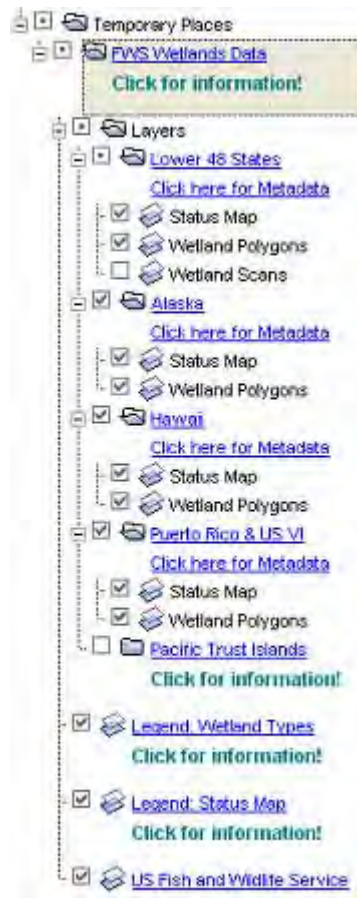 Temporary Places
FWS Wetlands Data
Click for information!
Layers
Lower 48 States
Click here for Metadata
Status Map
Wetland Polygons
Wetland Scans
Alaska
Click here for Metadata
Status Map
Wetland Polygons
Hawaii
Click here for Metadata
Status Map
Wetland Polygons
Puerto Rico & US VI
Click here for Metadata
Status Map
Wetland Polygons
Pacific Trust Islands
Click for information!
Legend: Wetland Types
Click for information!
Legend: Status Map
Click for information!
US Fish and Wildlife Service